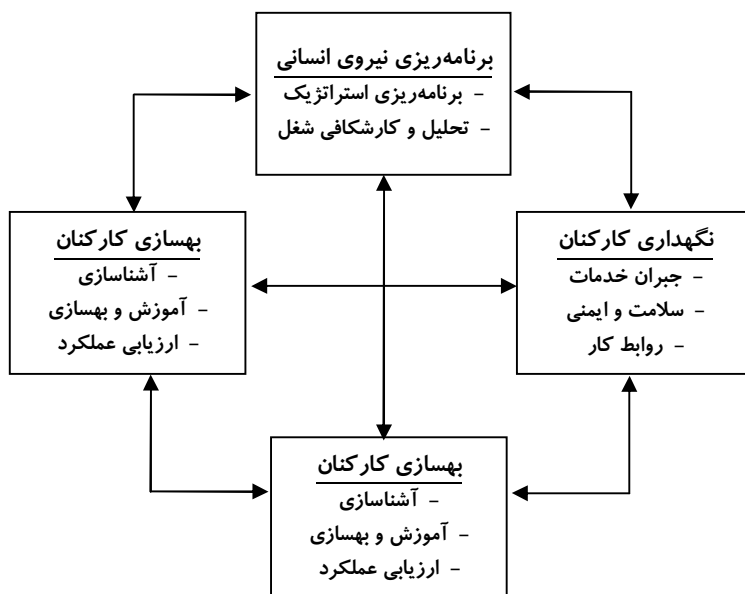 برنامه‌ریزی نیروی انسانی
- برنامه‌ریزی استراتژیک
- تحلیل و کارشکافی شغل
نگهداری کارکنان
- جبران خدمات
- سلامت و ایمنی
- روابط کار
بهسازی کارکنان
- آشناسازی
- آموزش و بهسازی
- ارزیابی عملکرد
بهسازی کارکنان
- آشناسازی
- آموزش و بهسازی
- ارزیابی عملکرد